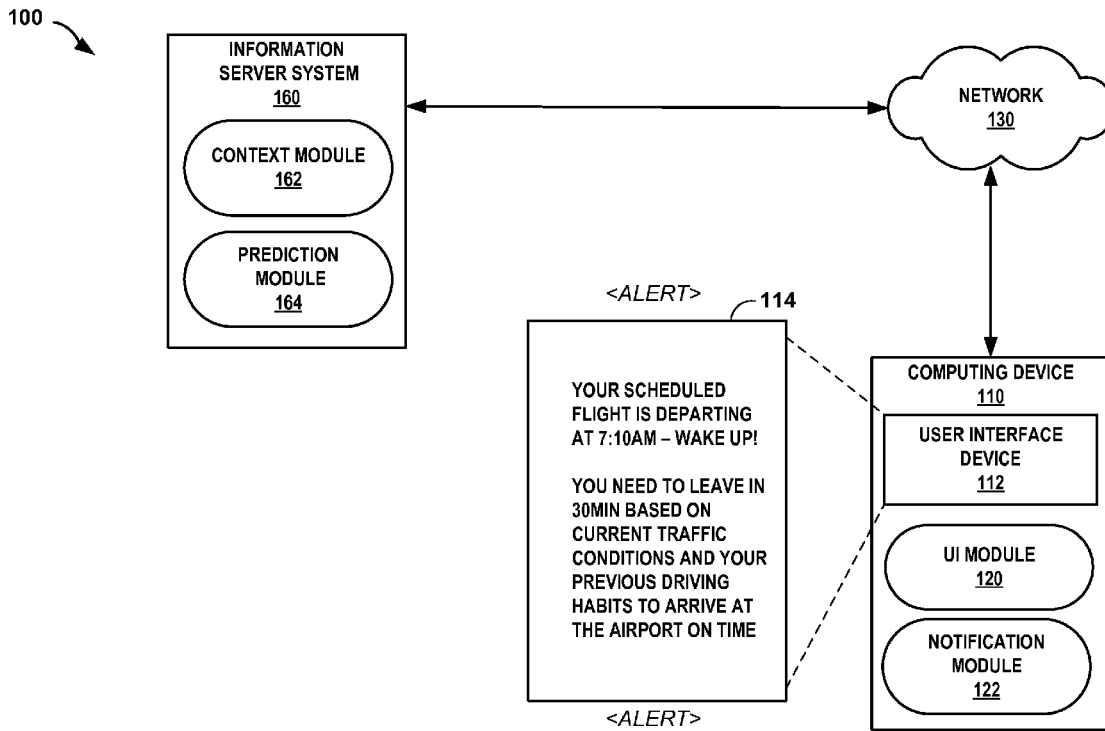 100
INFORMATION
SERVER SYSTEM
160
CONTEXT MODULE
162
PREDICTION
MODULE
164
NETWORK
130
<ALERT>
114
YOUR SCHEDULED
FLIGHT IS DEPARTING
AT 7:10AM – WAKE UP!
YOU NEED TO LEAVE IN
30MIN BASED ON
CURRENT TRAFFIC
CONDITIONS AND YOUR
PREVIOUS DRIVING
HABITS TO ARRIVE AT
THE AIRPORT ON TIME
<ALERT>
COMPUTING DEVICE
110
USER INTERFACE
DEVICE
112
UI MODULE
120
NOTIFICATION
MODULE
122